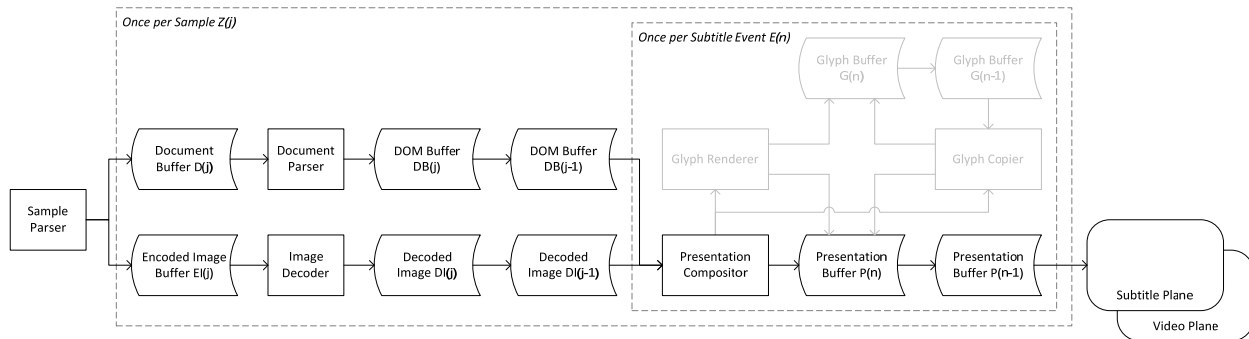 Once per Sample Z(j)
Once per Subtitle Event E(n)
Glyph Buffer
G(n)
Glyph Buffer
G(n-1)
Document
Buffer D(j)
Document
Parser
DOM Buffer
DB(j)
DOM Buffer
DB(j-1)
Glyph Renderer
Glyph Copier
Sample
Parser
Encoded Image
Buffer EI(j)
Image
Decoder
Decoded
Image DI(j)
Decoded
Image DI(j-1)
Presentation
Compositor
Presentation
Buffer P(n)
Presentation
Buffer P(n-1)
Subtitle Plane
Video Plane